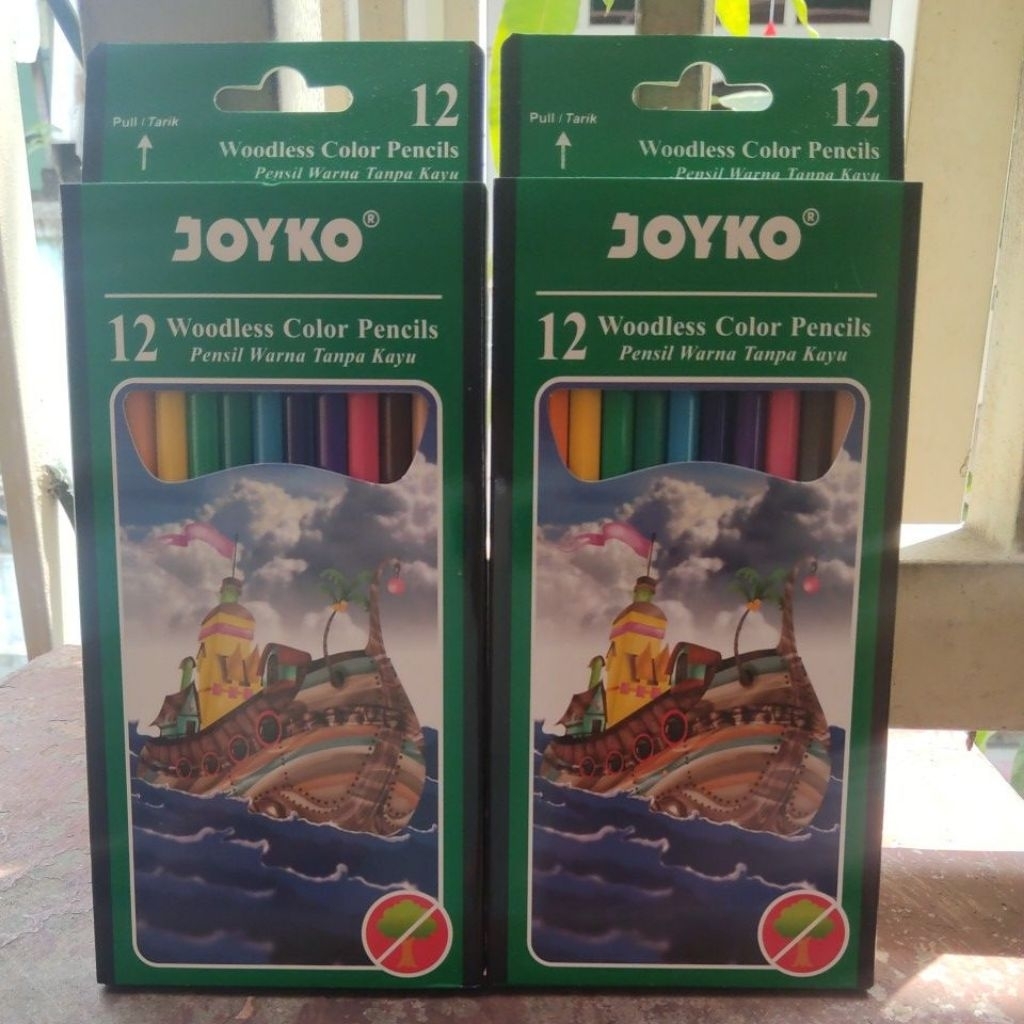 12
Pull / Tarik
Woodless Color Pencils
Pensil Warna Tanpa Kayu
JOYKO®
12 Woodless Color Pencils
Pensil Warna Tanpa Kayu
12
Pull / Tarik
Woodless Color Pencils
Pensil Warna Tanpa Kayu
JOYKO®
12 Woodless Color Pencils
Pensil Warna Tanpa Kayu